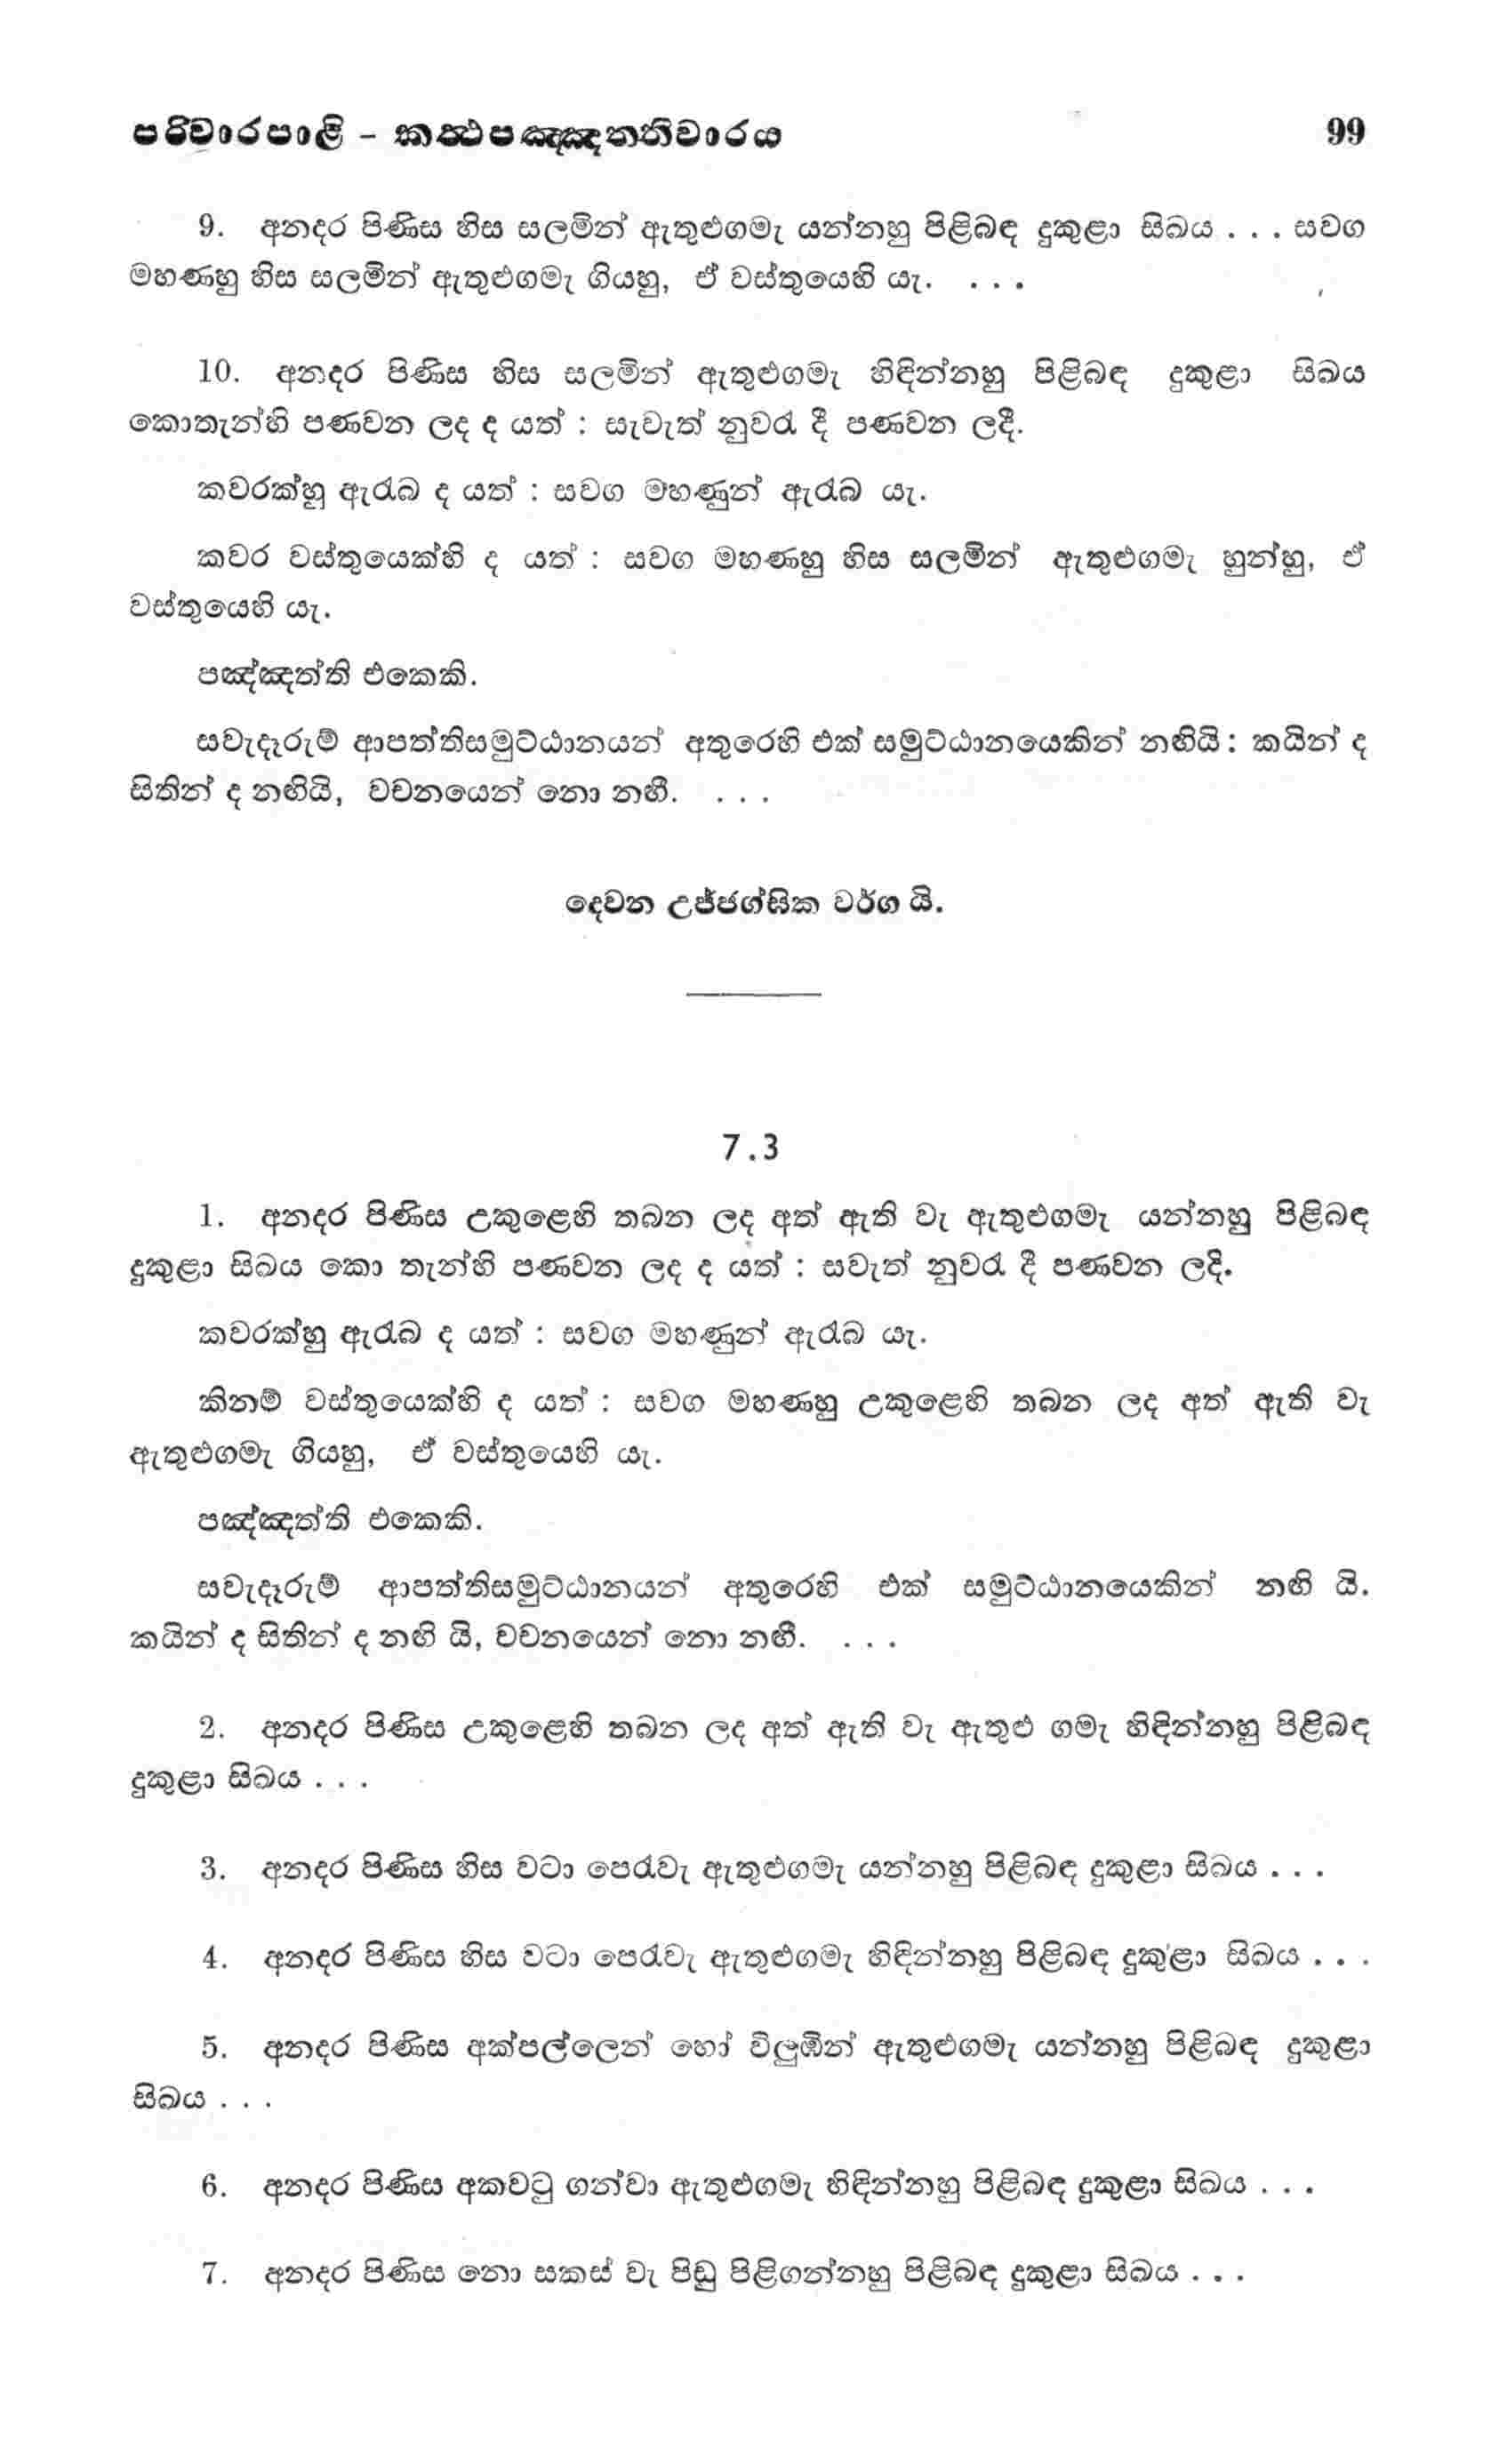 පරිවාරපාළි – කත්‍ථපඤ්ඤත්තිවාරය 99
9. අනදර පිණිස හිස සලමින් ඇතුළුගමැ යන්නහු පිළිබඳ දුකුළා සිඛය . . . සවග
මහණහු හිස සලමින් ඇතුළුගමැ ගියහු, ඒ වස්තුයෙහි යැ. . . .
10. අනදර පිණිස හිස සලමින් ඇතුළුගමැ හිඳින්නහු පිළිබඳ දුකුළා සිඛය
කොතැන්හි පණවන ලද ද යත් : සැවැත් නුවරැ දී පණවන ලදී.
කවරක්හු ඇරැබ ද යත් : සවග මහණුන් ඇරැබ යැ.
කවර වස්තුයෙක්හි ද යත් : සවග මහණහු හිස සලමින් ඇතුළුගමැ හුන්හු, ඒ
වස්තුයෙහි යැ.
පඤ්ඤත්ති එකෙකි.
සවැදෑරුම් ආපත්තිසමුට්ඨානයන් අතුරෙහි එක් සමුට්ඨානයෙකින් නඟියි : කයින් ද
සිතින් ද නඟියි, වචනයෙන් නො නඟී. . . .
දෙවන උජ්ජග්ඝික වර්ග යි.
7.3
1. අනදර පිණිස උකුළෙහි තබන ලද අත් ඇති වැ ඇතුළුගමැ යන්නහු පිළිබඳ
දුකුළා සිඛය කො තැන්හි පණවන ලද ද යත් : සවැත් නුවරැ දී පණවන ලදි.
කවරක්හු ඇරැබ ද යත් : සවග මහණුන් ඇරැබ යැ.
කිනම් වස්තුයෙක්හි ද යත් : සවග මහණහු උකුළෙහි තබන ලද අත් ඇති වැ
ඇතුළුගමැ ගියහු, ඒ වස්තුයෙහි යැ.
පඤ්ඤත්ති එකෙකි.
සවැදෑරුම් ආපත්තිසමුට්ඨානයන් අතුරෙහි එක් සමුට්ඨානයෙකින් නඟි යි.
කයින් ද සිතින් ද නඟි යි, වචනයෙන් නො නඟී. . . .
2. අනදර පිණිස උකුළෙහි තබන ලද අත් ඇති වැ ඇතුළු ගමැ හිඳින්නහු පිළිබඳ
දුකුළා සිඛය . . .
3. අනදර පිණිස හිස වටා පෙරැවැ ඇතුළුගමැ යන්නහු පිළිබඳ දුකුළා සිඛය . . .
4. අනදර පිණිස හිස වටා පෙරැවැ ඇතුළුගමැ හිඳින්නහු පිළිබඳ දුකුළා සිඛය . . .
5. අනදර පිණිස අක්පල්ලෙන් හෝ විලුඹින් ඇතුළුගමැ යන්නහු පිළිබඳ දුකුළා
සිඛය . . .
6. අනදර පිණිස අකවටු ගන්වා ඇතුළුගමැ හිඳින්නහු පිළිබඳ දුකුළා සිඛය . . .
7. අනදර පිණිස නො සකස් වැ පිඬු පිළිගන්නහු පිළිබඳ දුකුළා සිඛය . . .